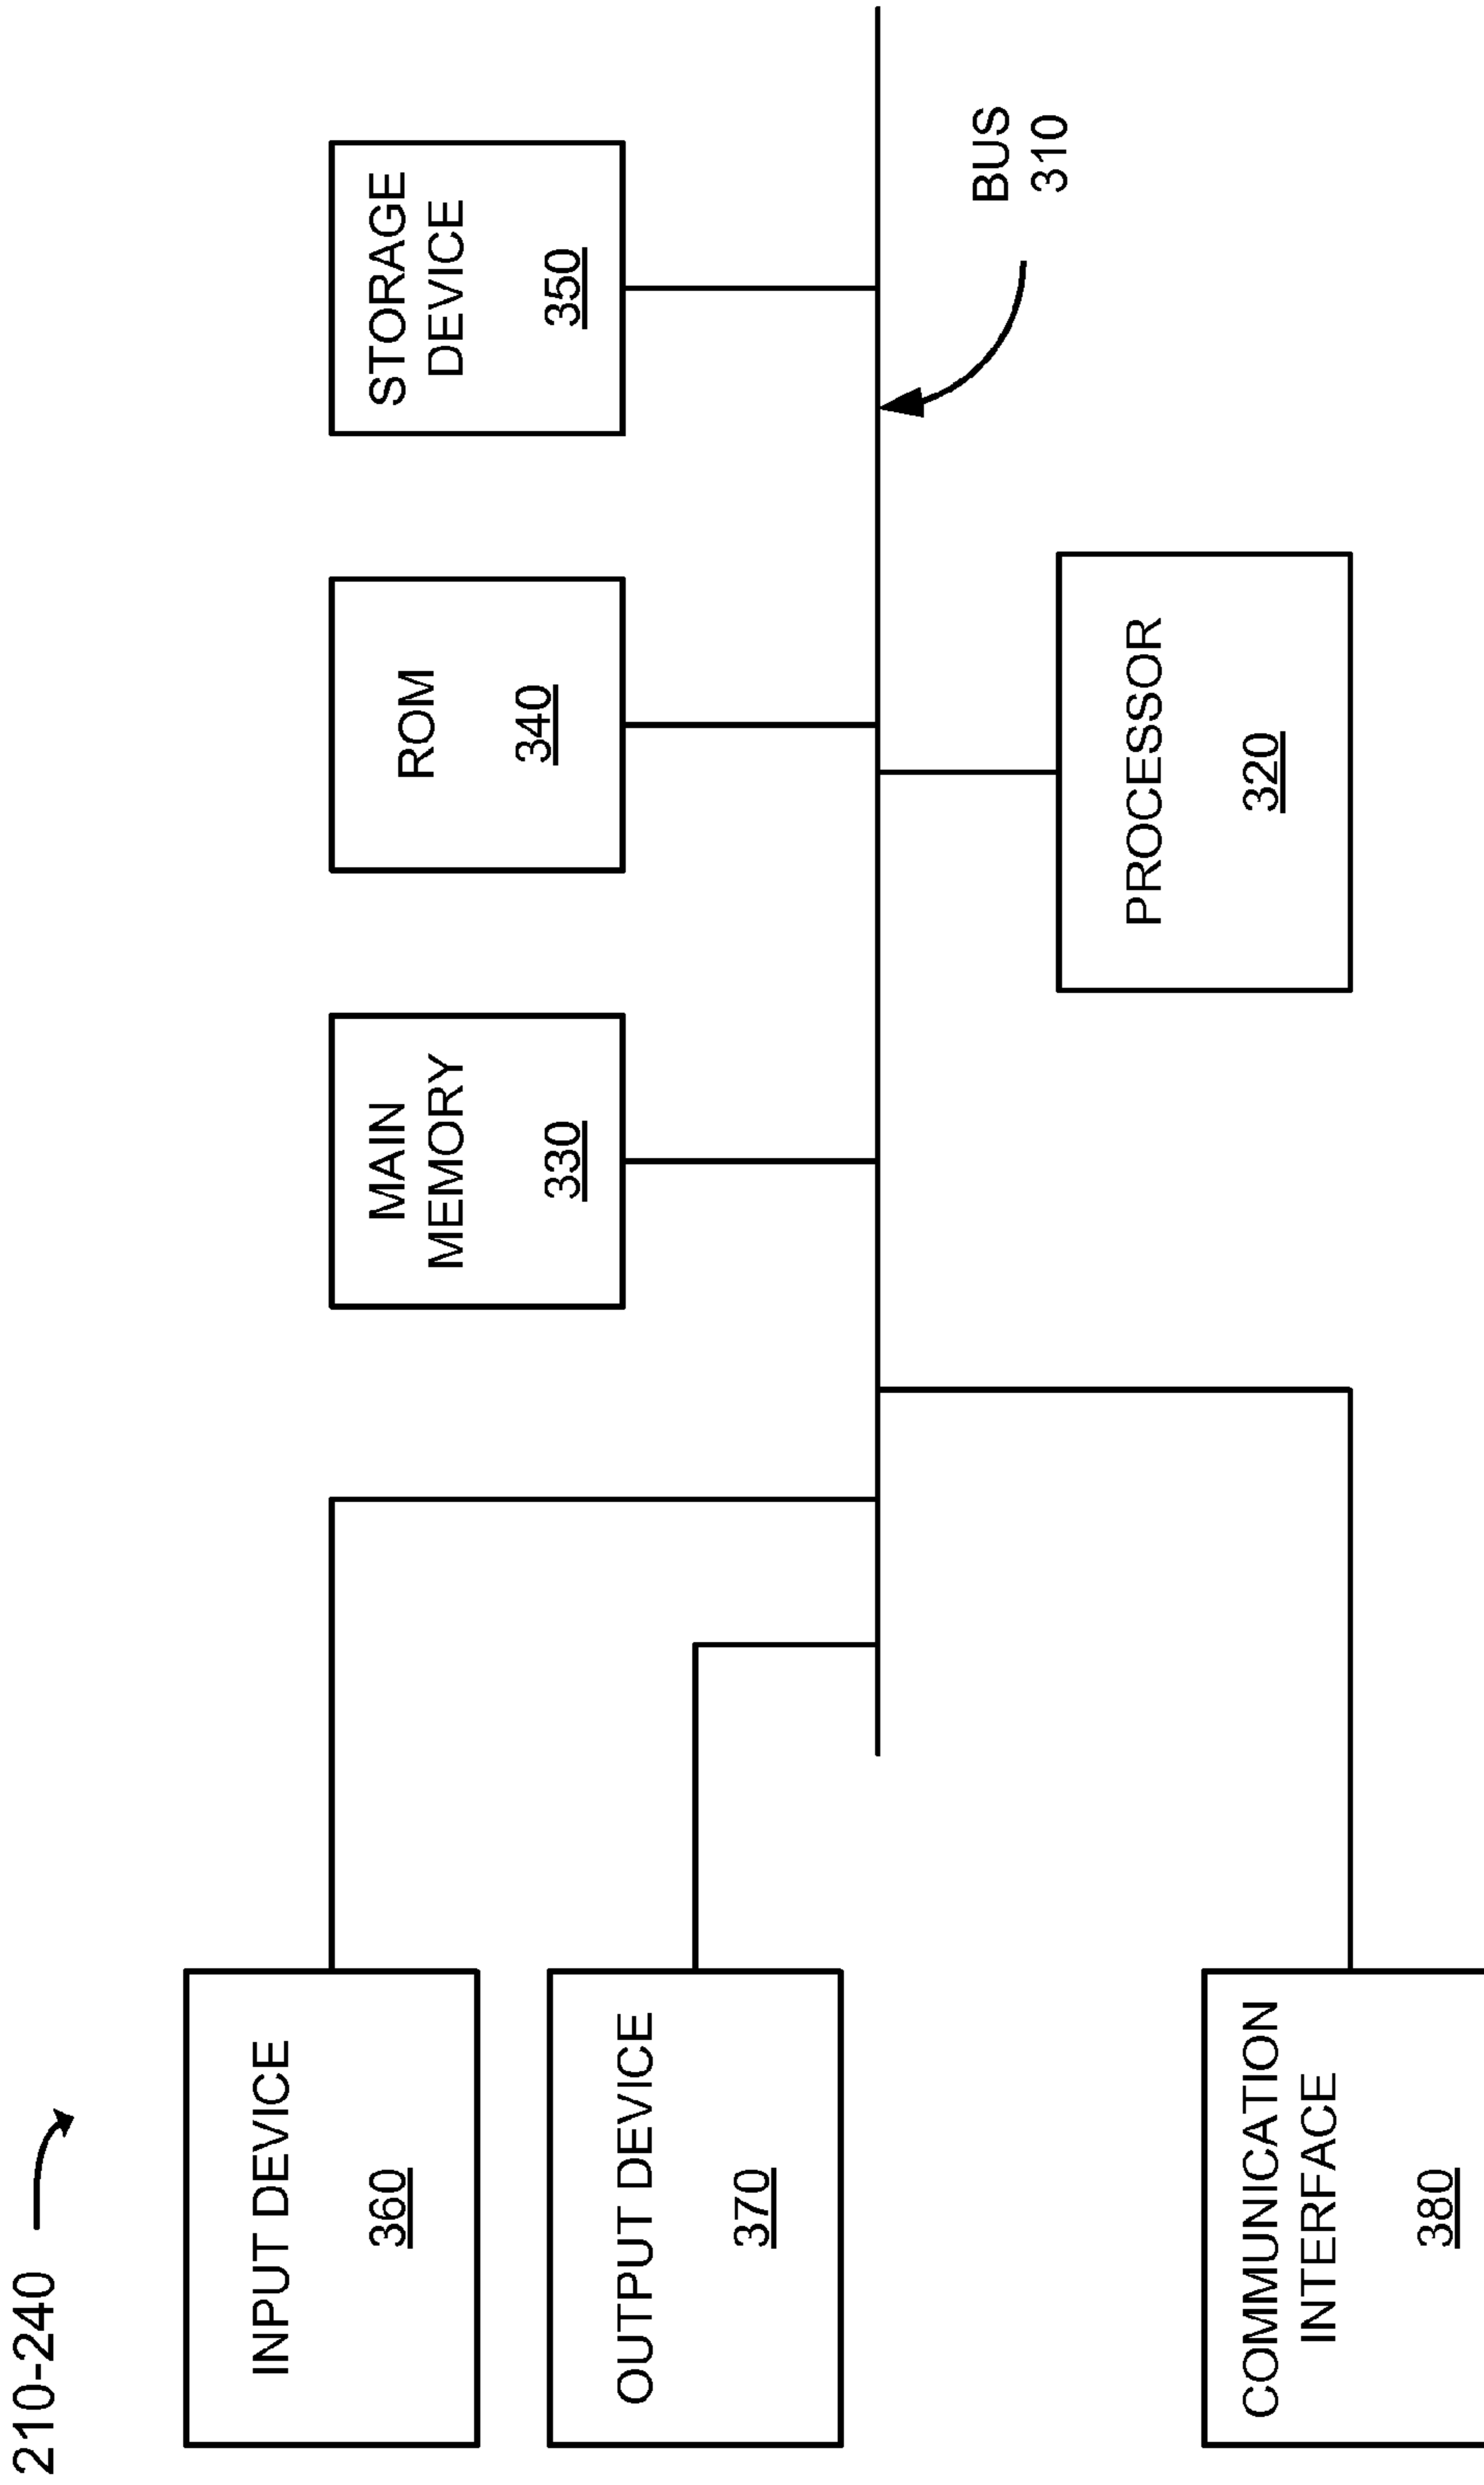 210-240
INPUT DEVICE
360
MAIN
MEMORY
330
ROM
340
STORAGE
DEVICE
350
OUTPUT DEVICE
370
BUS
310
PROCESSOR
320
COMMUNICATION
INTERFACE
380